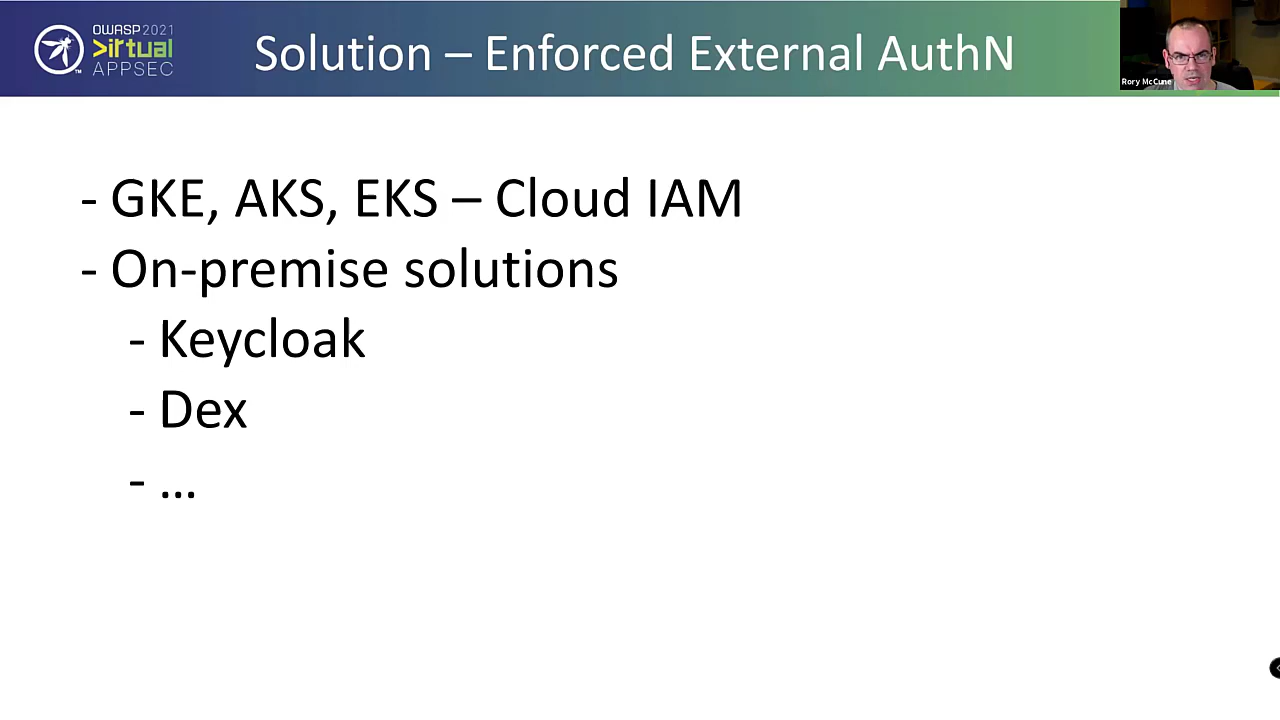 OWASP 2021
>irtual
APPSEC
TM
Solution – Enforced External AuthN
Rory McCune
- GKE, AKS, EKS – Cloud IAM
- On-premise solutions
- Keycloak
- Dex
- ...